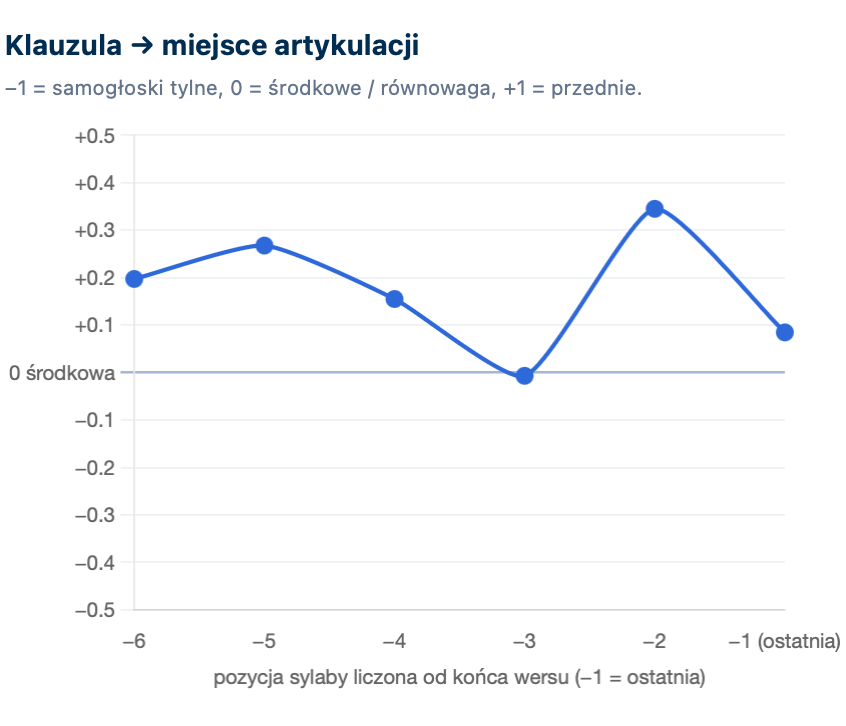 Klauzula → miejsce artykulacji
–1 = samogłoski tylne, 0 = środkowe / równowaga, +1 = przednie.
+0.5
+0.4
+0.3
+0.2
+0.1
0 środkowa
−0.1
−0.2
−0.3
−0.4
−0.5
−6 −5 −4 −3 −2 −1 (ostatnia)
pozycja sylaby liczona od końca wersu (−1 = ostatnia)